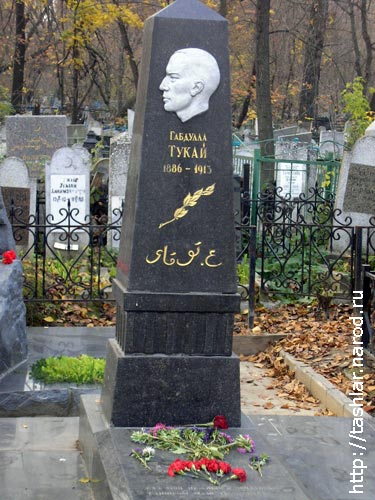 ГАБДУЛЛА
ТУКАЙ
1886 – 1913
ع. توقای
http://tashlar.narod.ru